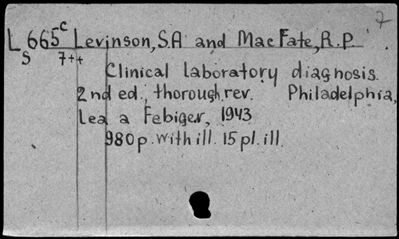 7
L 665c Levinson, S.A and MacFate, R.P.
S 7++
Clinical laboratory diagnosis.
2nd ed., thorough rev. Philadelphia,
Lea a Febiger, 1943
980p. with ill. 15 pl. ill.